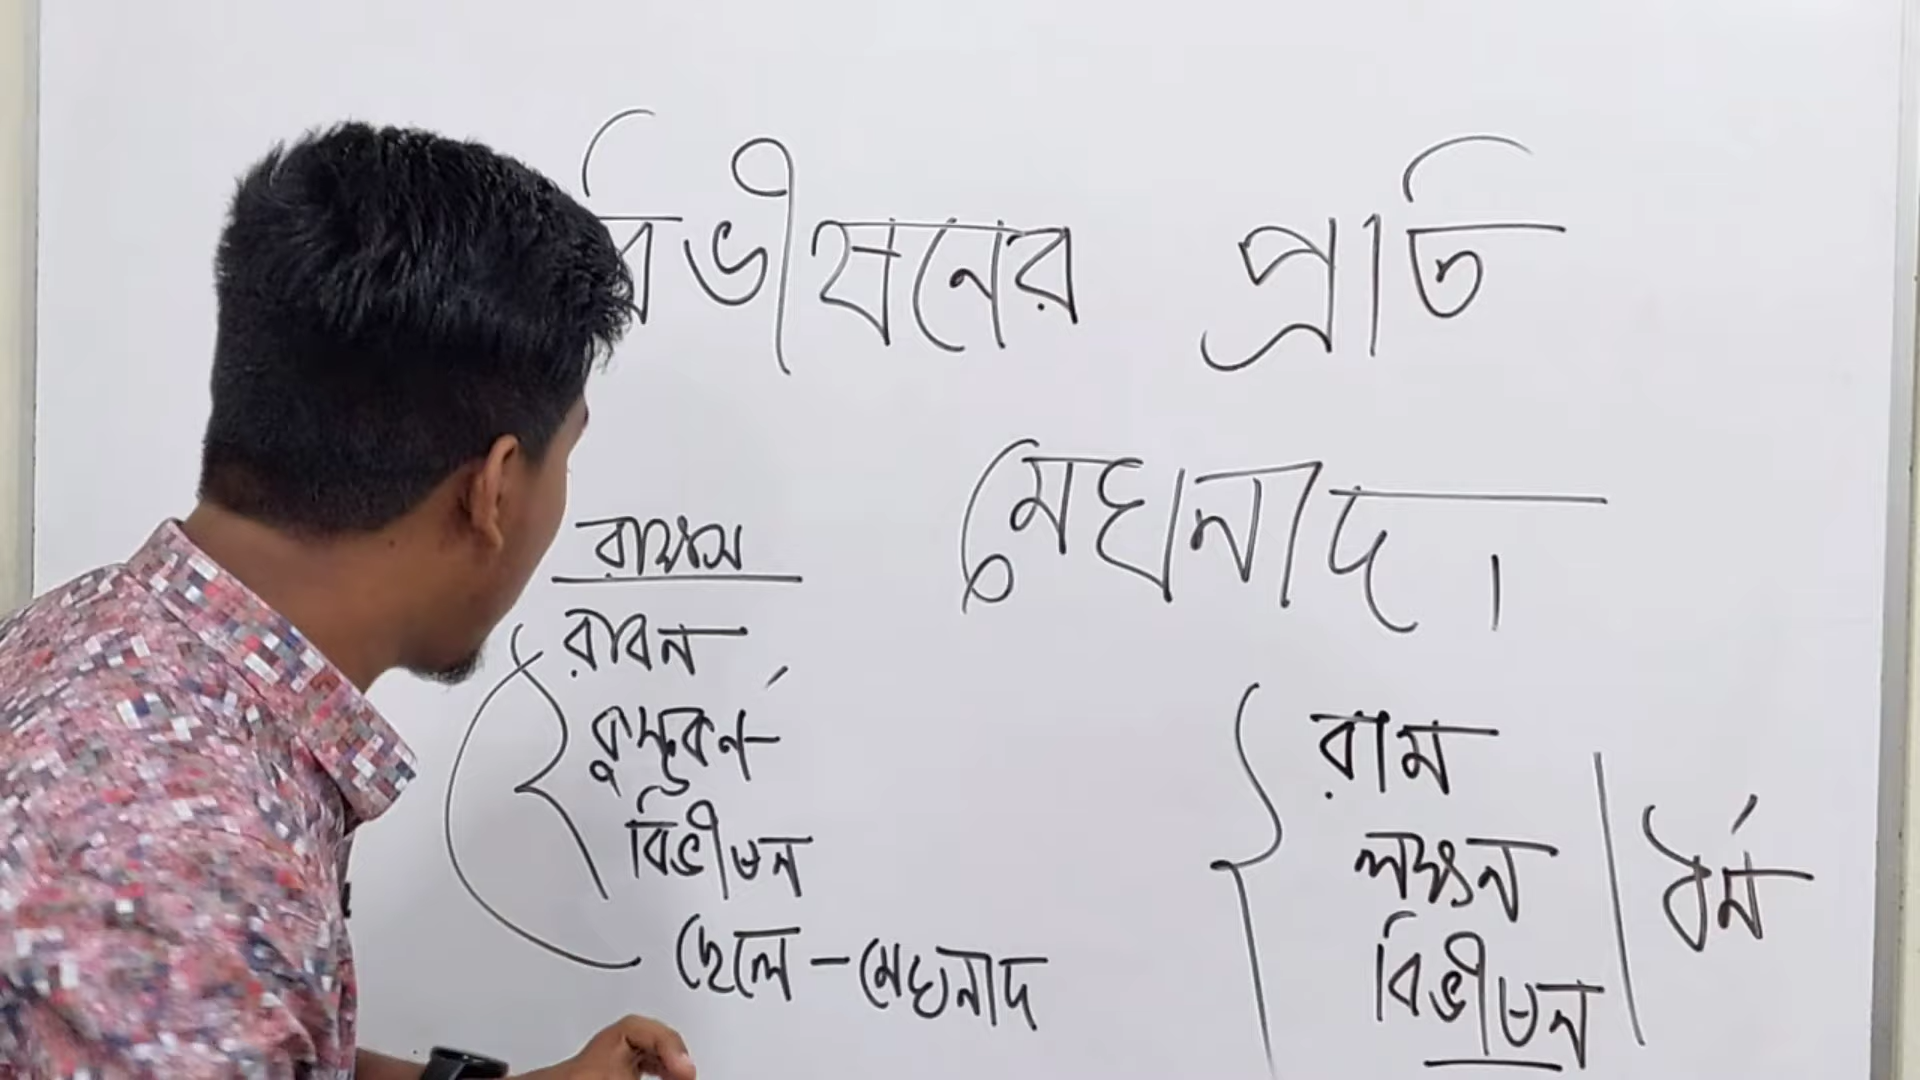 বিভীষনের প্রতি
মেঘনাদ।
রাক্ষস
রাবন
কুম্ভকর্ন
বিভীষন
ছেলে - মেঘনাদ
রাম
লক্ষন
বিভীষন
ধর্ম